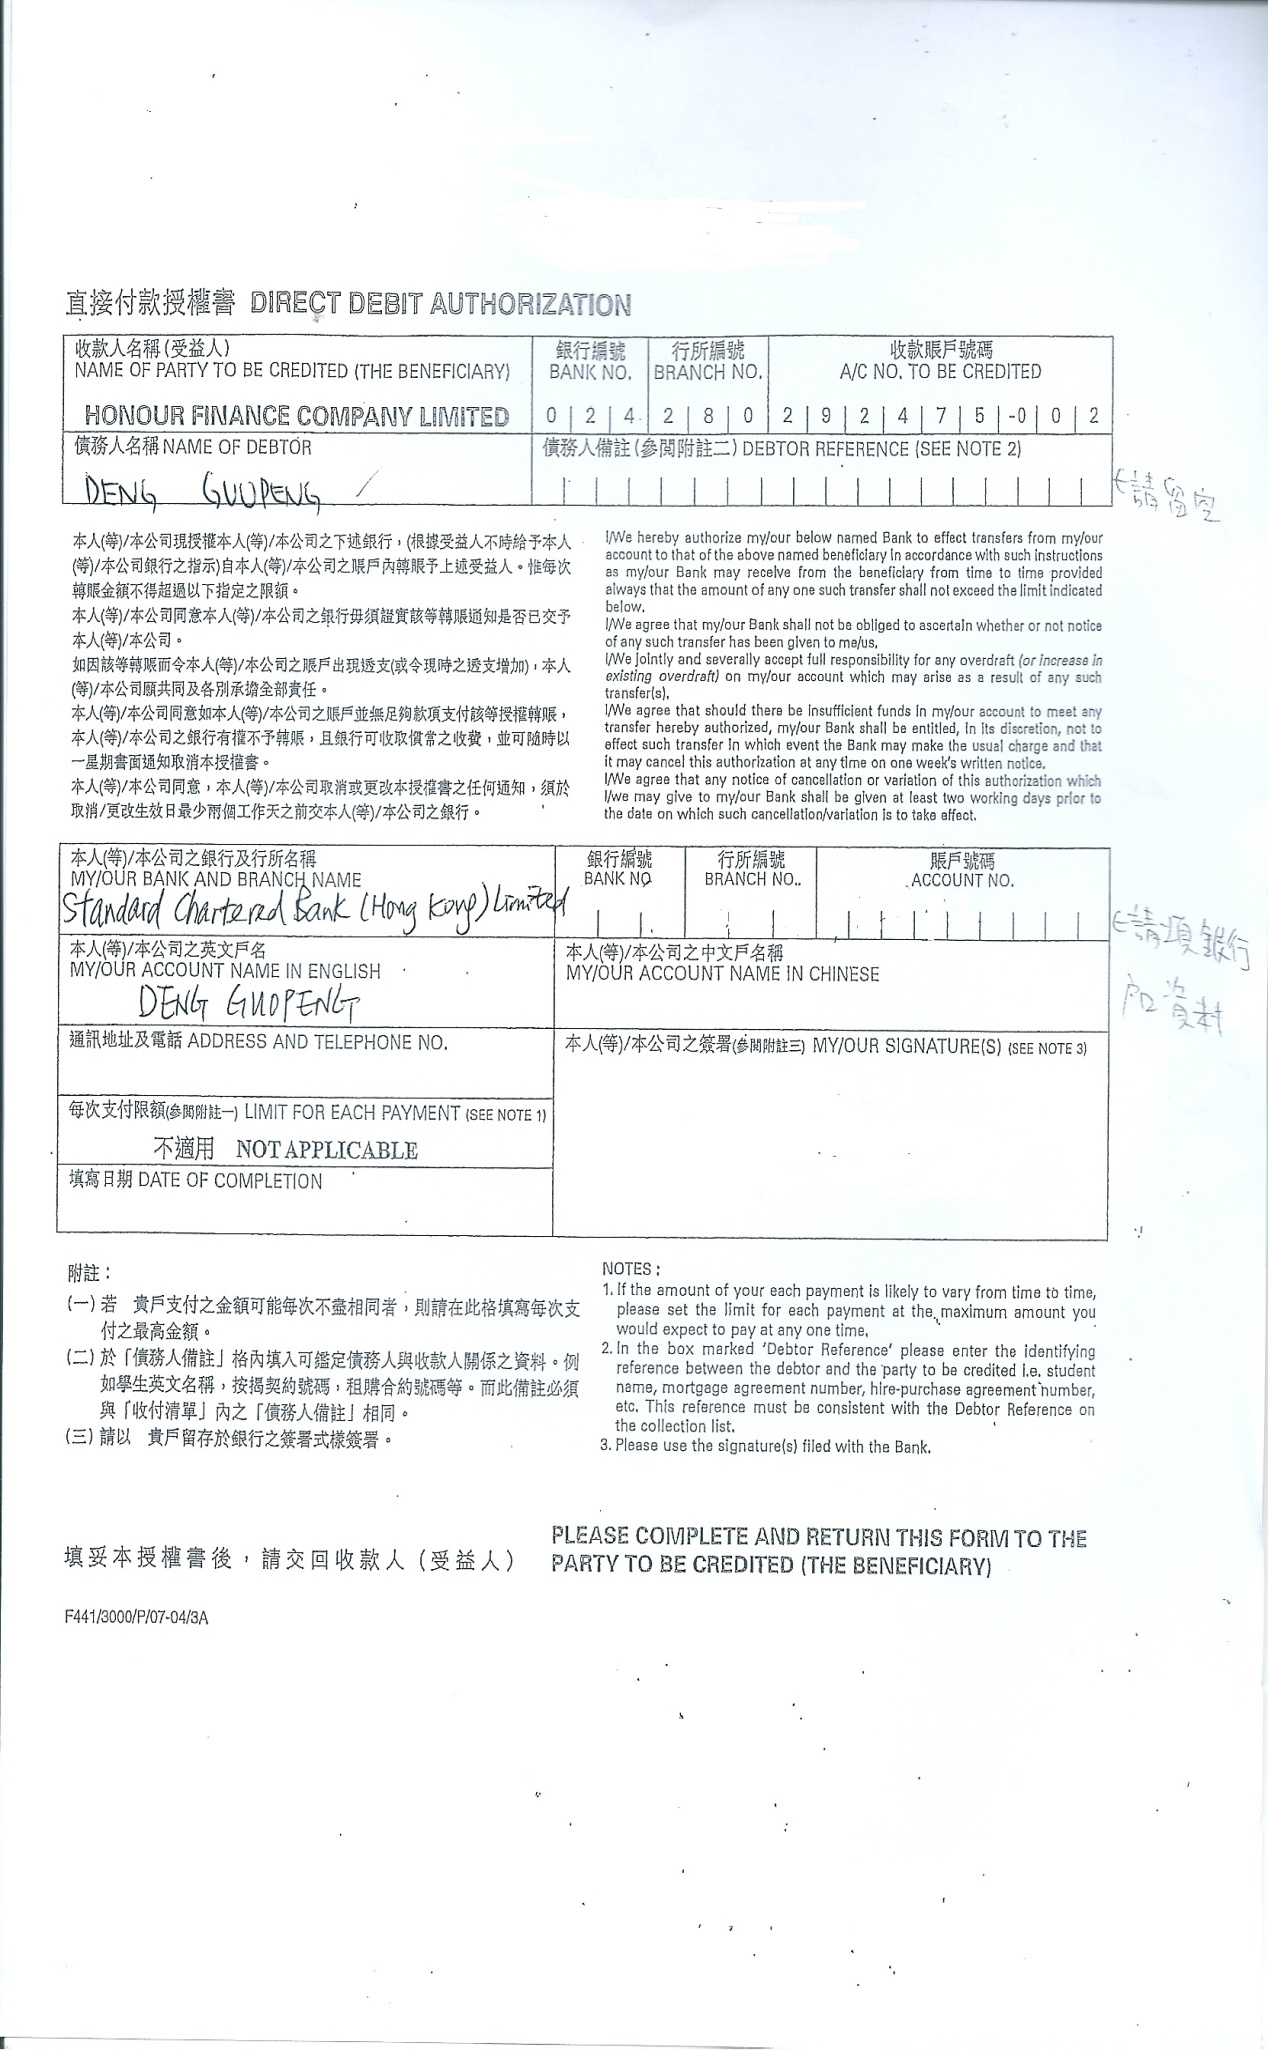 直接付款授權書 DIRECT DEBIT AUTHORIZATION
收款人名稱(受益人)
NAME OF PARTY TO BE CREDITED (THE BENEFICIARY)
HONOUR FINANCE COMPANY LIMITED
銀行編號
BANK NO.
0 2 4
行所編號
BRANCH NO.
2 8 0
收款賬戶號碼
A/C NO. TO BE CREDITED
2 9 2 4 7 5 -0 0 2
債務人名稱 NAME OF DEBTOR
DENG GUOPENG /
債務人備註(參閱附註二) DEBTOR REFERENCE (SEE NOTE 2)
請留空
本人(等)/本公司現授權本人(等)/本公司之下述銀行,(根據受益人不時給予本人
(等)/本公司銀行之指示)自本人(等)/本公司之賬戶內轉賬予上述受益人。惟每次
轉賬金額不得超過以下指定之限額。
本人(等)/本公司同意本人(等)/本公司之銀行毋須證實該等轉賬通知是否已交予
本人(等)/本公司。
如因該等轉賬而令本人(等)/本公司之賬戶出現透支(或令現時之透支增加),本人
(等)/本公司願共同及各別承擔全部責任。
本人(等)/本公司同意如本人(等)/本公司之賬戶並無足夠款項支付該等授權轉賬,
本人(等)/本公司之銀行有權不予轉賬,且銀行可收取慣常之收費,並可隨時以
一星期書面通知取消本授權書。
本人(等)/本公司同意,本人(等)/本公司取消或更改本授權書之任何通知,須於
取消/更改生效日最少兩個工作天之前交本人(等)/本公司之銀行。
I/We hereby authorize my/our below named Bank to effect transfers from my/our
account to that of the above named beneficiary in accordance with such instructions
as my/our Bank may receive from the beneficiary from time to time provided
always that the amount of any one such transfer shall not exceed the limit indicated
below.
I/We agree that my/our Bank shall not be obliged to ascertain whether or not notice
of any such transfer has been given to me/us.
I/We jointly and severally accept full responsibility for any overdraft (or increase in
existing overdraft) on my/our account which may arise as a result of any such
transfer(s).
I/We agree that should there be insufficient funds in my/our account to meet any
transfer hereby authorized, my/our Bank shall be entitled, in its discretion, not to
effect such transfer in which event the Bank may make the usual charge and that
it may cancel this authorization at any time on one week's written notice.
I/We agree that any notice of cancellation or variation of this authorization which
I/we may give to my/our Bank shall be given at least two working days prior to
the date on which such cancellation/variation is to take effect.
本人(等)/本公司之銀行及行所名稱
MY/OUR BANK AND BRANCH NAME
Standard Chartered Bank (Hong Kong) Limited
銀行編號
BANK NO
行所編號
BRANCH NO..
賬戶號碼
ACCOUNT NO.
請填銀行
戶口資料
本人(等)/本公司之英文戶名
MY/OUR ACCOUNT NAME IN ENGLISH
DENG GUOPENG
本人(等)/本公司之中文戶名稱
MY/OUR ACCOUNT NAME IN CHINESE
通訊地址及電話 ADDRESS AND TELEPHONE NO.
本人(等)/本公司之簽署(參閱附註三) MY/OUR SIGNATURE(S) (SEE NOTE 3)
每次支付限額(參閱附註一) LIMIT FOR EACH PAYMENT (SEE NOTE 1)
不適用 NOT APPLICABLE
填寫日期 DATE OF COMPLETION
附註:
(一) 若 貴戶支付之金額可能每次不盡相同者,則請在此格填寫每次支
付之最高金額。
(二) 於「債務人備註」格內填入可鑑定債務人與收款人關係之資料。例
如學生英文名稱,按揭契約號碼,租購合約號碼等。而此備註必須
與「收付清單」內之「債務人備註」相同。
(三) 請以 貴戶留存於銀行之簽署式樣簽署。
NOTES:
1. If the amount of your each payment is likely to vary from time to time,
please set the limit for each payment at the maximum amount you
would expect to pay at any one time.
2. In the box marked 'Debtor Reference' please enter the identifying
reference between the debtor and the party to be credited i.e. student
name, mortgage agreement number, hire-purchase agreement number,
etc. This reference must be consistent with the Debtor Reference on
the collection list.
3. Please use the signature(s) filed with the Bank.
填妥本授權書後,請交回收款人(受益人)
PLEASE COMPLETE AND RETURN THIS FORM TO THE
PARTY TO BE CREDITED (THE BENEFICIARY)
F441/3000/P/07-04/3A